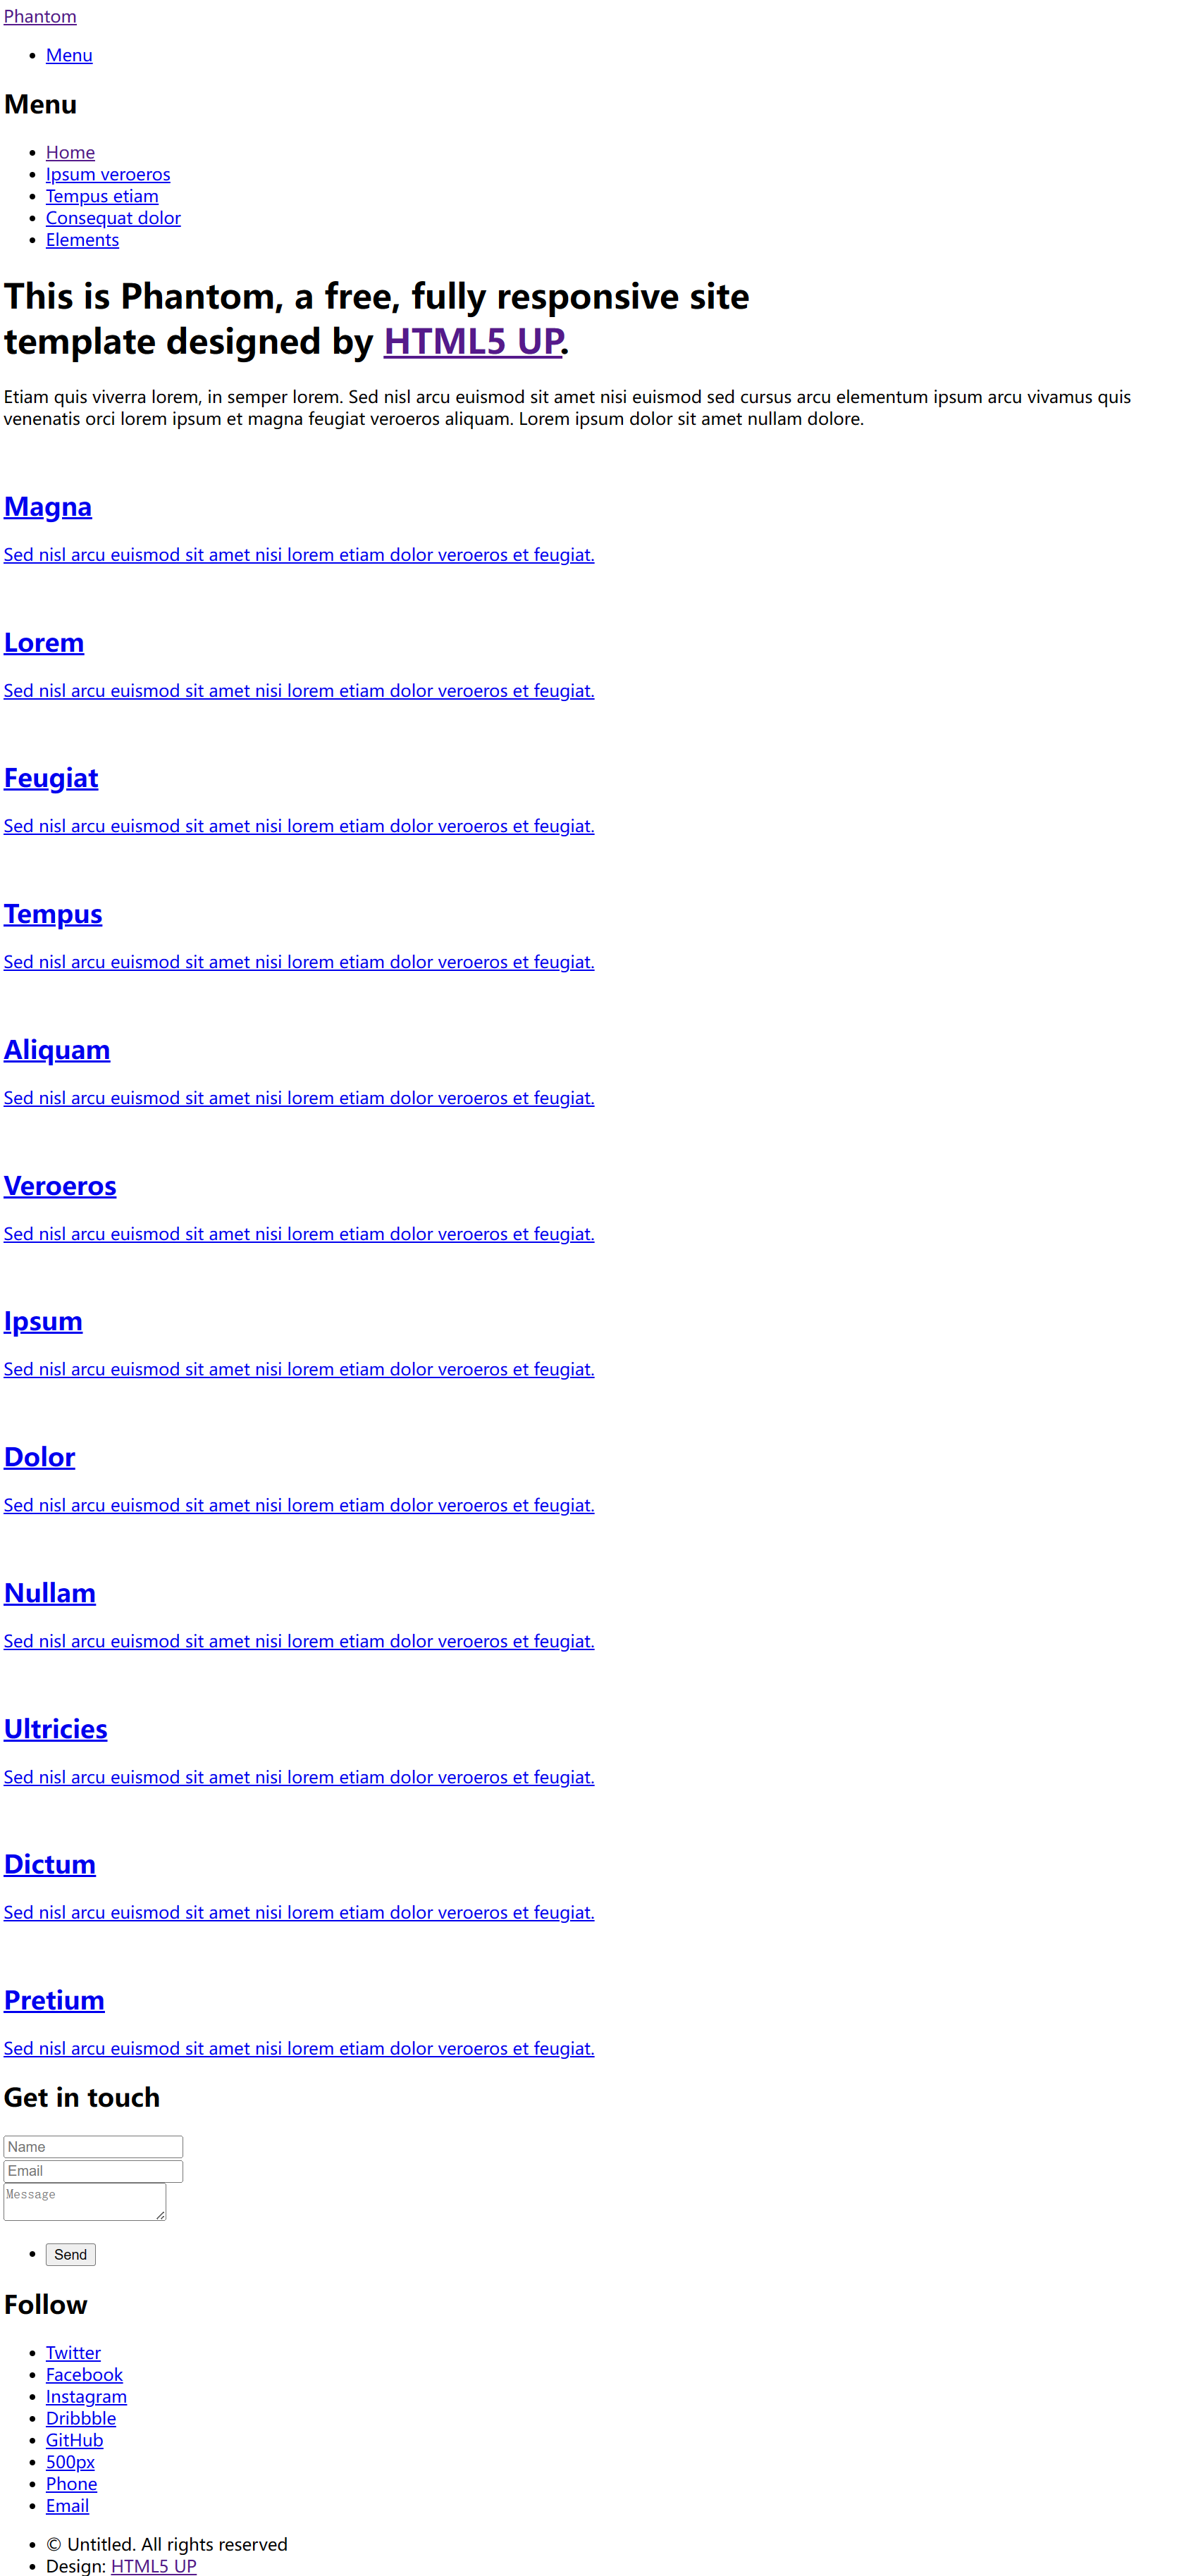 Phantom
Menu
Menu
Home
Ipsum veroeros
Tempus etiam
Consequat dolor
Elements
This is Phantom, a free, fully responsive site
template designed by HTML5 UP.
Etiam quis viverra lorem, in semper lorem. Sed nisl arcu euismod sit amet nisi euismod sed cursus arcu elementum ipsum arcu vivamus quis
venenatis orci lorem ipsum et magna feugiat veroeros aliquam. Lorem ipsum dolor sit amet nullam dolore.
Magna
Sed nisl arcu euismod sit amet nisi lorem etiam dolor veroeros et feugiat.
Lorem
Sed nisl arcu euismod sit amet nisi lorem etiam dolor veroeros et feugiat.
Feugiat
Sed nisl arcu euismod sit amet nisi lorem etiam dolor veroeros et feugiat.
Tempus
Sed nisl arcu euismod sit amet nisi lorem etiam dolor veroeros et feugiat.
Aliquam
Sed nisl arcu euismod sit amet nisi lorem etiam dolor veroeros et feugiat.
Veroeros
Sed nisl arcu euismod sit amet nisi lorem etiam dolor veroeros et feugiat.
Ipsum
Sed nisl arcu euismod sit amet nisi lorem etiam dolor veroeros et feugiat.
Dolor
Sed nisl arcu euismod sit amet nisi lorem etiam dolor veroeros et feugiat.
Nullam
Sed nisl arcu euismod sit amet nisi lorem etiam dolor veroeros et feugiat.
Ultricies
Sed nisl arcu euismod sit amet nisi lorem etiam dolor veroeros et feugiat.
Dictum
Sed nisl arcu euismod sit amet nisi lorem etiam dolor veroeros et feugiat.
Pretium
Sed nisl arcu euismod sit amet nisi lorem etiam dolor veroeros et feugiat.
Get in touch
Name
Email
Message
Send
Follow
Twitter
Facebook
Instagram
Dribbble
GitHub
500px
Phone
Email
© Untitled. All rights reserved
Design: HTML5 UP